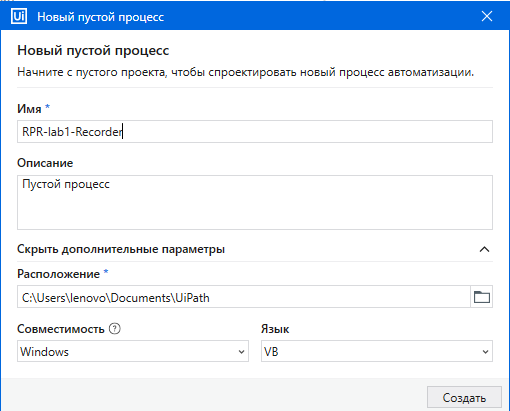 Ui Новый пустой процесс
Новый пустой процесс
Начните с пустого проекта, чтобы спроектировать новый процесс автоматизации.
Имя *
RPR-lab1-Recorder
Описание
Пустой процесс
Скрыть дополнительные параметры
Расположение *
C:\Users\lenovo\Documents\UiPath
Совместимость ? Язык
Windows VB
Создать